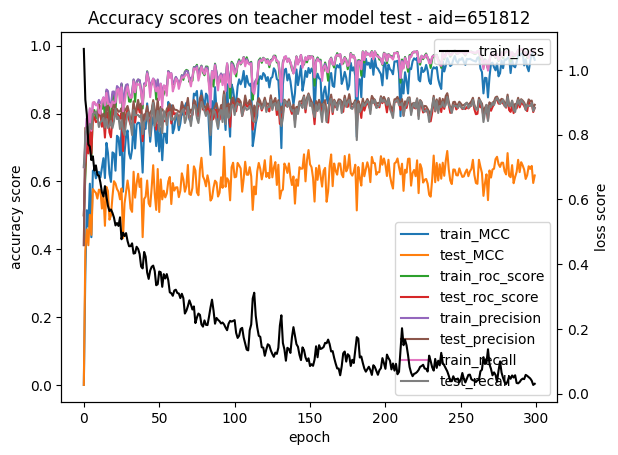 Accuracy scores on teacher model test - aid=651812
train_loss
accuracy score
loss score
1.0
0.8
0.6
0.4
0.2
0.0
1.0
0.8
0.6
0.4
0.2
0.0
train_MCC
test_MCC
train_roc_score
test_roc_score
train_precision
test_precision
train_recall
test_recall
0 50 100 150 200 250 300
epoch